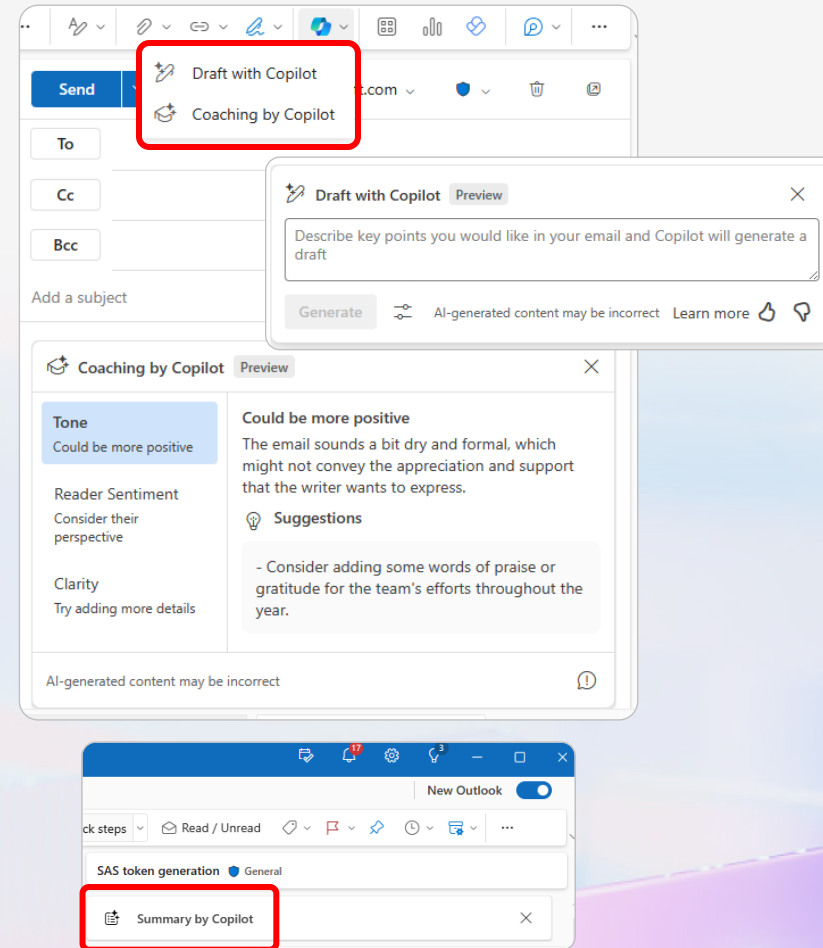 Draft with Copilot
Coaching by Copilot
Send
t.com
To
Cc
Bcc
Add a subject
Draft with Copilot Preview
Describe key points you would like in your email and Copilot will generate a
draft
Generate
AI-generated content may be incorrect Learn more
Coaching by Copilot Preview
Tone
Could be more positive
Reader Sentiment
Consider their
perspective
Clarity
Try adding more details
Could be more positive
The email sounds a bit dry and formal, which
might not convey the appreciation and support
that the writer wants to express.
Suggestions
- Consider adding some words of praise or
gratitude for the team's efforts throughout the
year.
AI-generated content may be incorrect
17
3
New Outlook
ck steps Read / Unread
SAS token generation General
Summary by Copilot